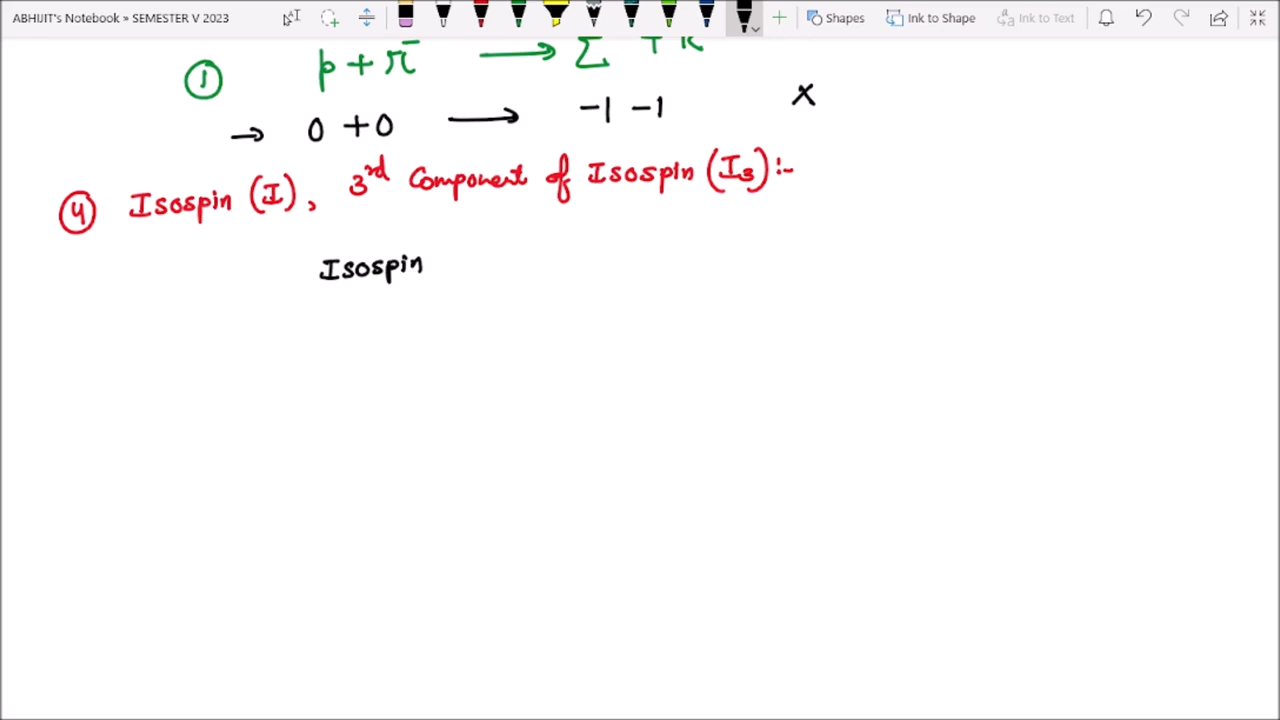 ABHIJIT's Notebook » SEMESTER V 2023 Shapes Ink to Shape Ink to Text
① p + π⁻ → Σ + K
→ 0 + 0 → -1 -1 X
④ Isospin (I), 3rd Component of Isospin (I₃) :-
Isospin